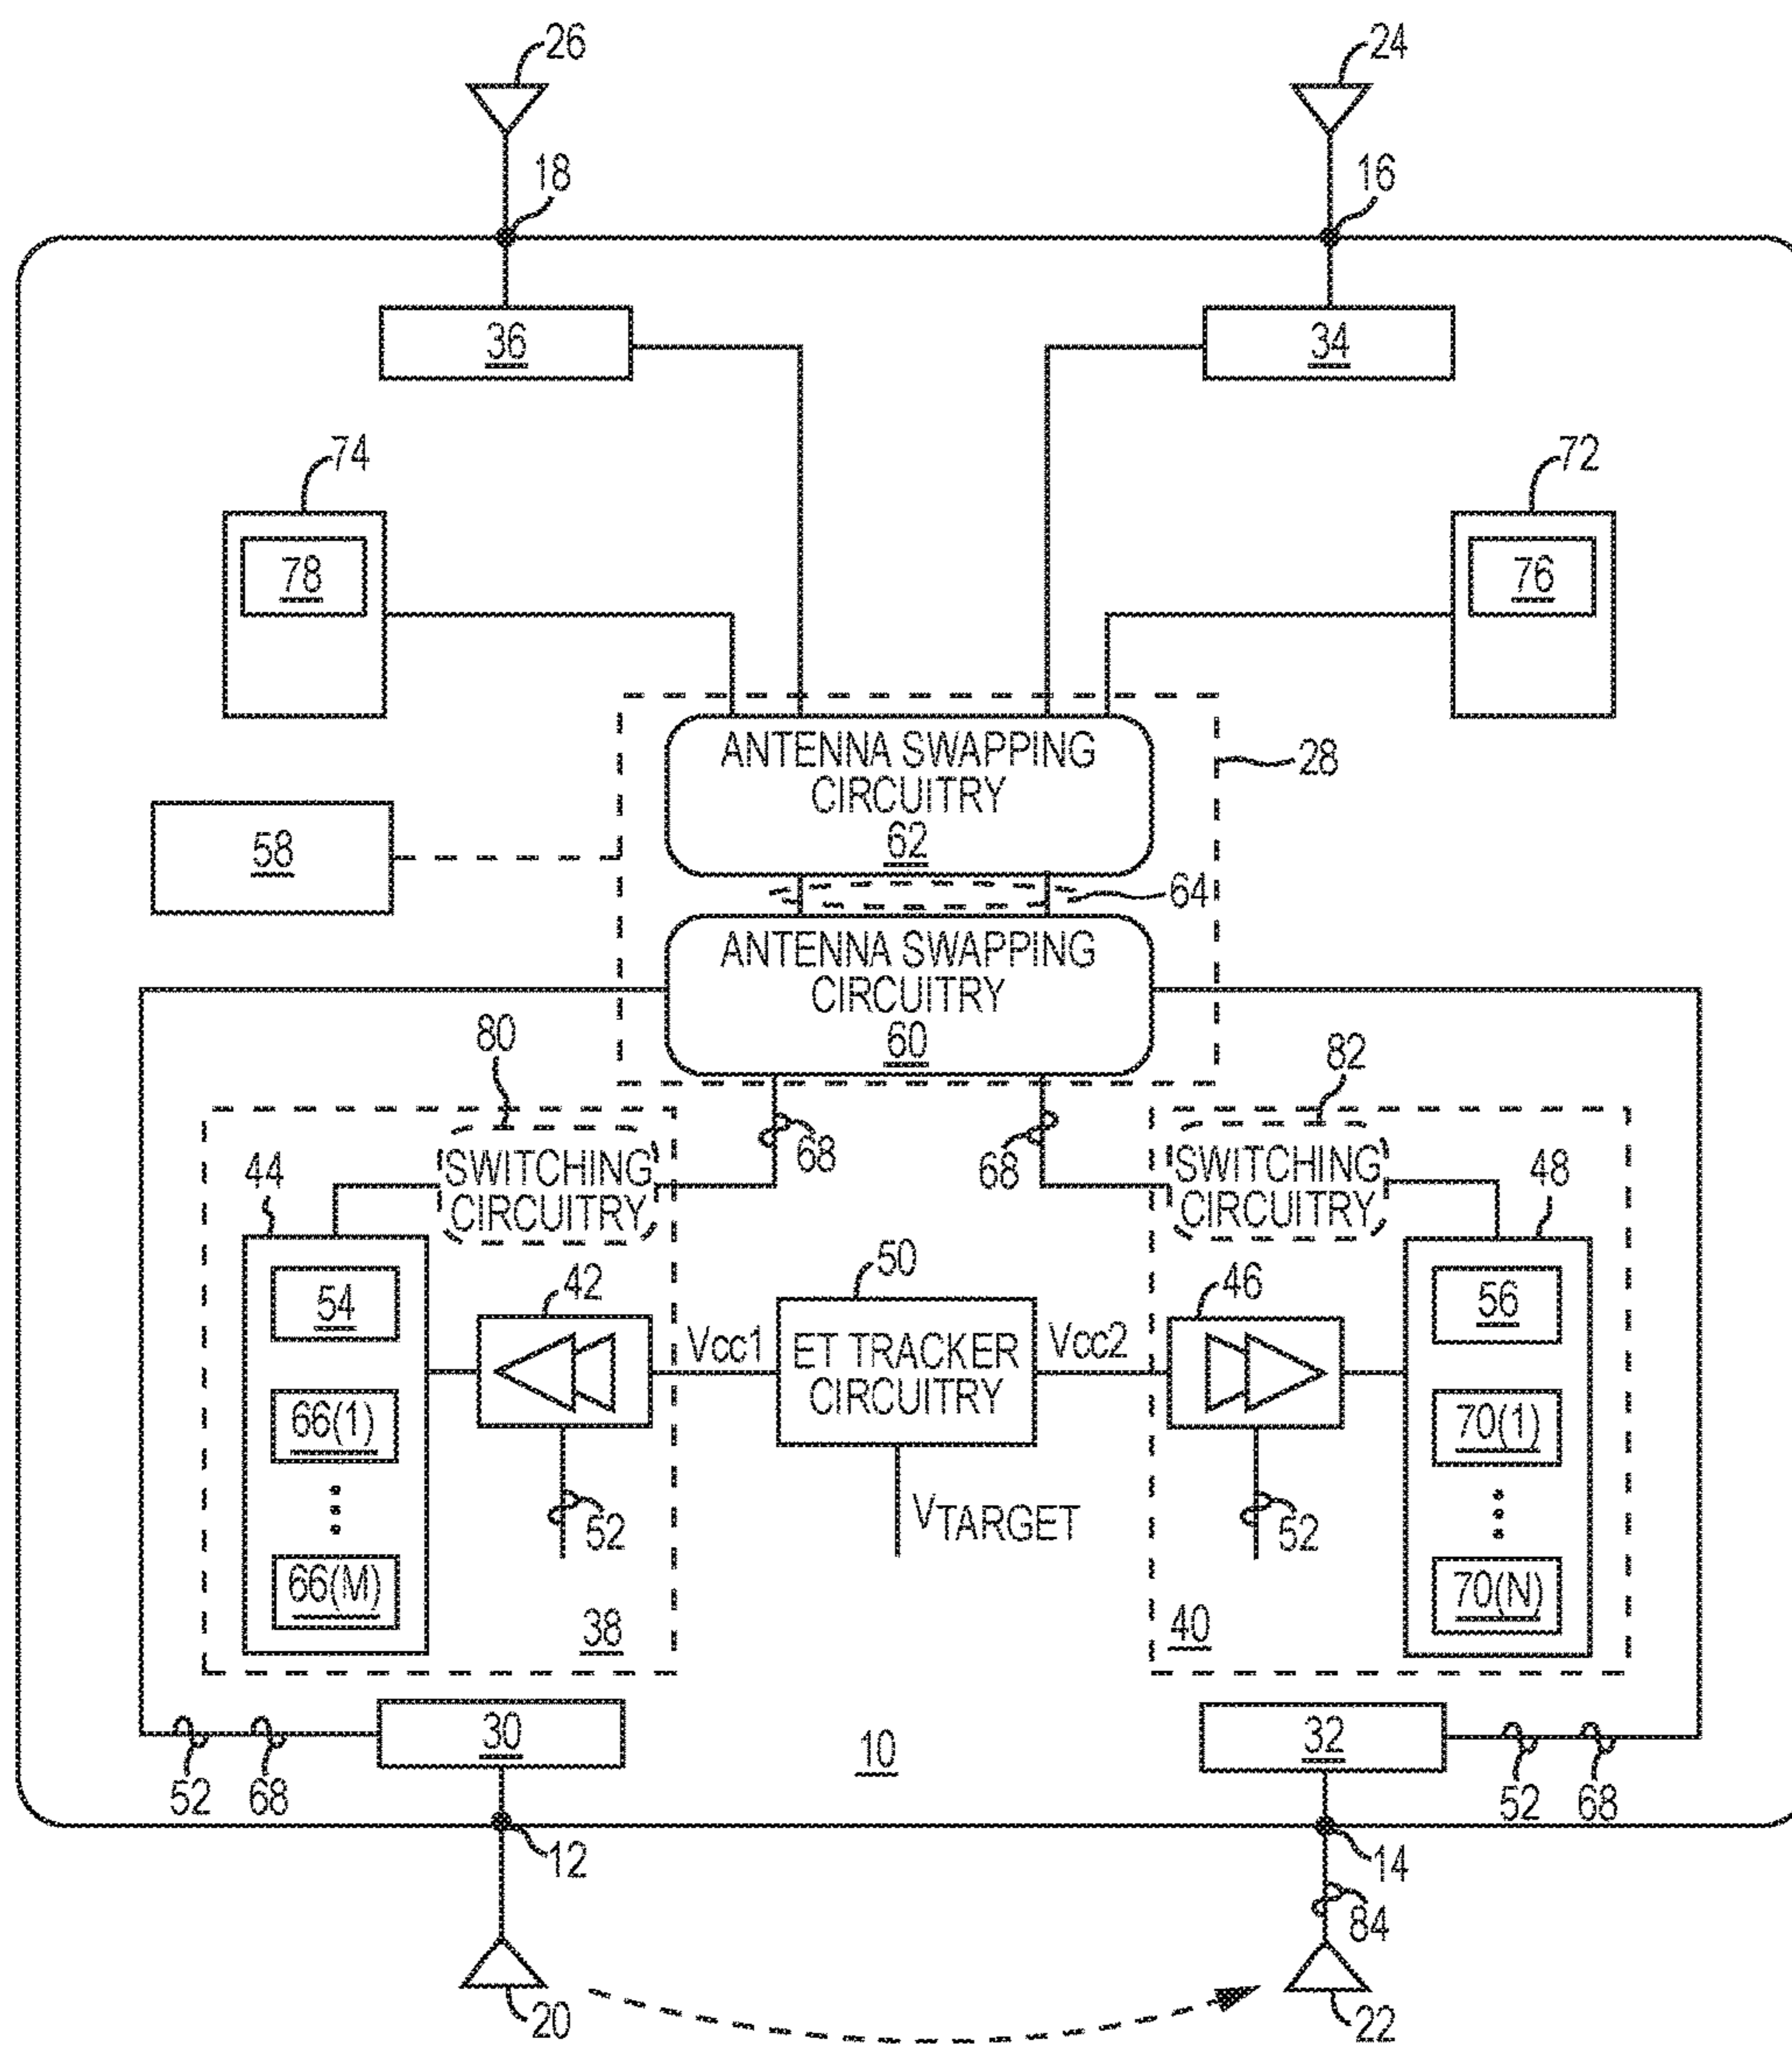 26
24
18
16
36
34
74
72
78
76
ANTENNA SWAPPING
CIRCUITRY
62
28
58
64
ANTENNA SWAPPING
CIRCUITRY
60
80
82
68
68
44
SWITCHING
CIRCUITRY
SWITCHING
CIRCUITRY
48
54
42
50
46
56
Vcc1
ET TRACKER
CIRCUITRY
Vcc2
66(1)
70(1)
52
VTARGET
52
66(M)
70(N)
38
40
30
10
32
52
68
52
68
12
14
84
20
22